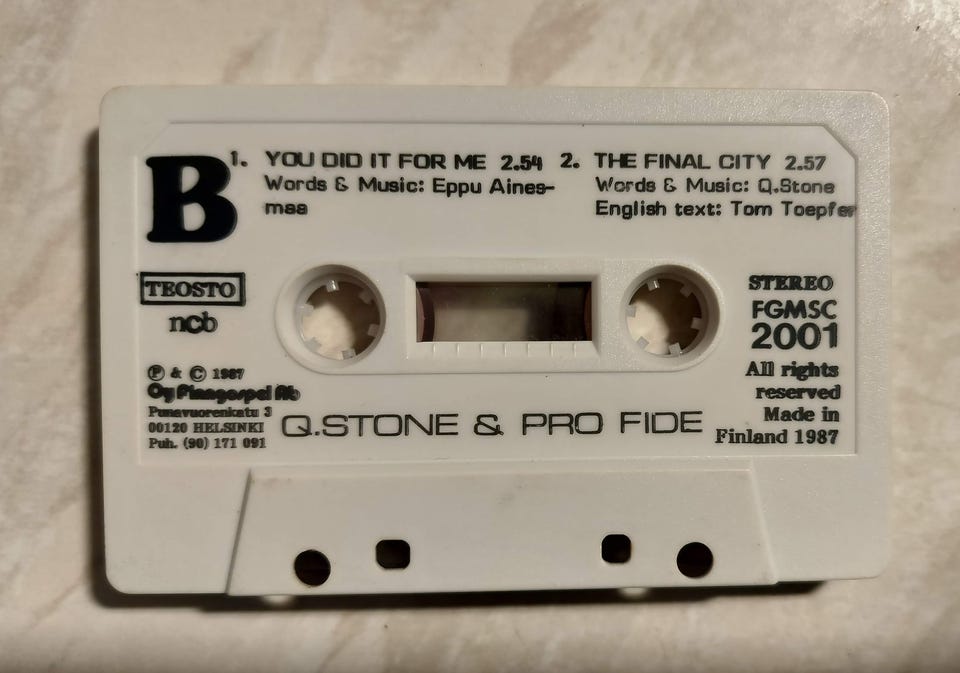 B
1. YOU DID IT FOR ME 2.54
Words & Music: Eppu Aines-
maa
2. THE FINAL CITY 2.57
Words & Music: Q.Stone
English text: Tom Toepfer
TEOSTO
ncb
STEREO
FGMSC
2001
All rights
reserved
Made in
Finland 1987
℗ & © 1987
Oy Finngospel Ab
Punavuorenkatu 3
00120 HELSINKI
Puh. (90) 171 091
Q.STONE & PRO FIDE